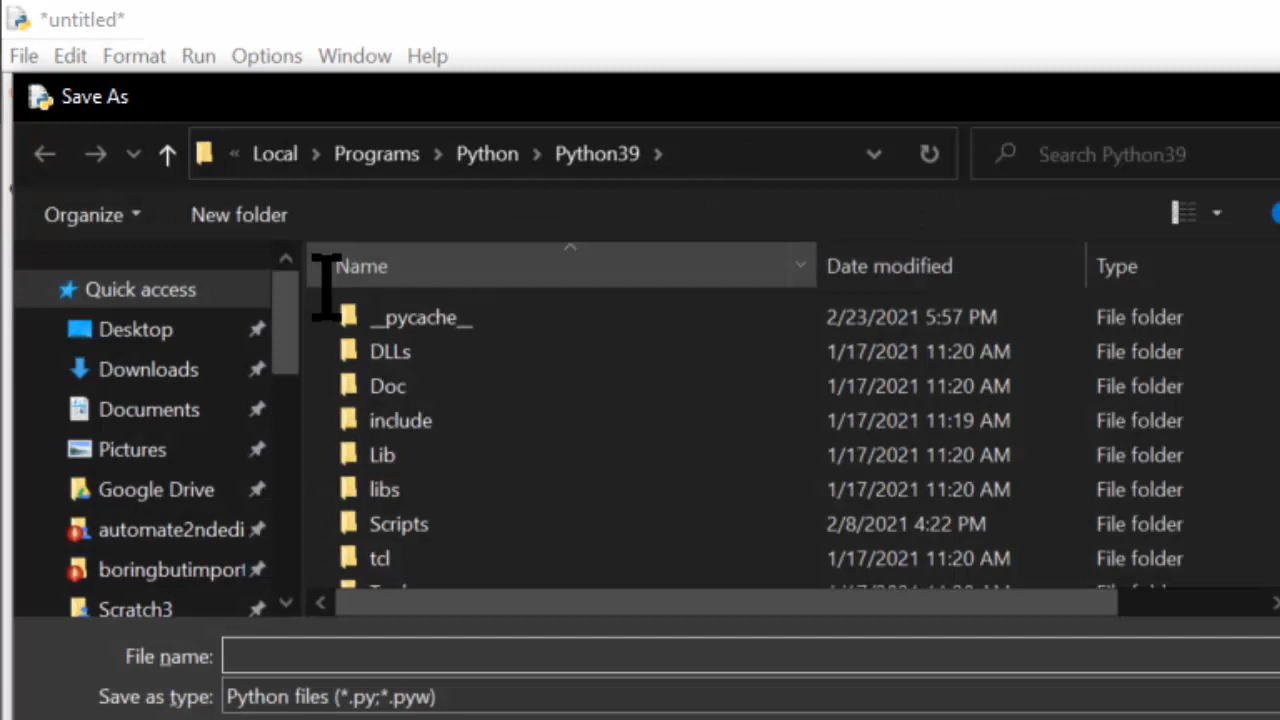 *untitled*
File Edit Format Run Options Window Help
Save As
« Local > Programs > Python > Python39 >
Search Python39
Organize
New folder
Name Date modified Type
Quick access
Desktop
Downloads
Documents
Pictures
Google Drive
automate2ndedi
boringbutimport
Scratch3
__pycache__ 2/23/2021 5:57 PM File folder
DLLs 1/17/2021 11:20 AM File folder
Doc 1/17/2021 11:20 AM File folder
include 1/17/2021 11:19 AM File folder
Lib 1/17/2021 11:20 AM File folder
libs 1/17/2021 11:20 AM File folder
Scripts 2/8/2021 4:22 PM File folder
tcl 1/17/2021 11:20 AM File folder
File name:
Save as type: Python files (*.py;*.pyw)